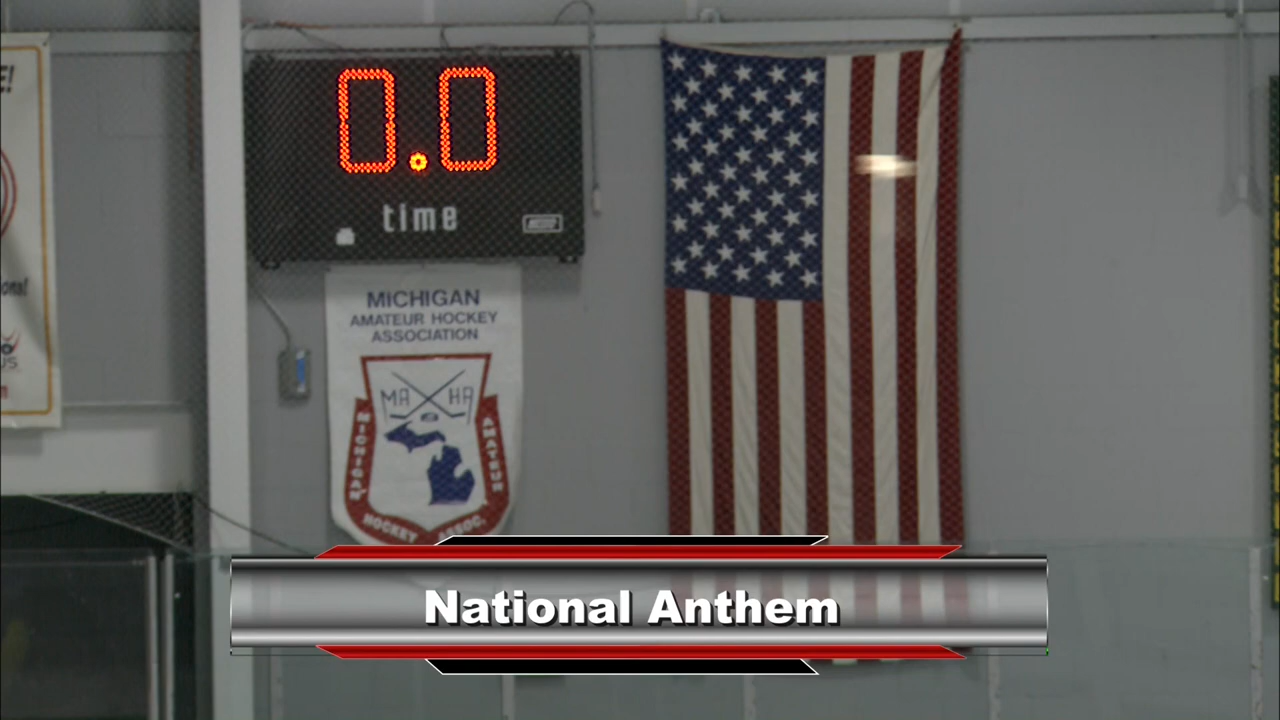 E!
0.0
time
MICHIGAN
AMATEUR HOCKEY
ASSOCIATION
MA HA
MICHIGAN
AMATEUR
HOCKEY ASSOC.
National Anthem